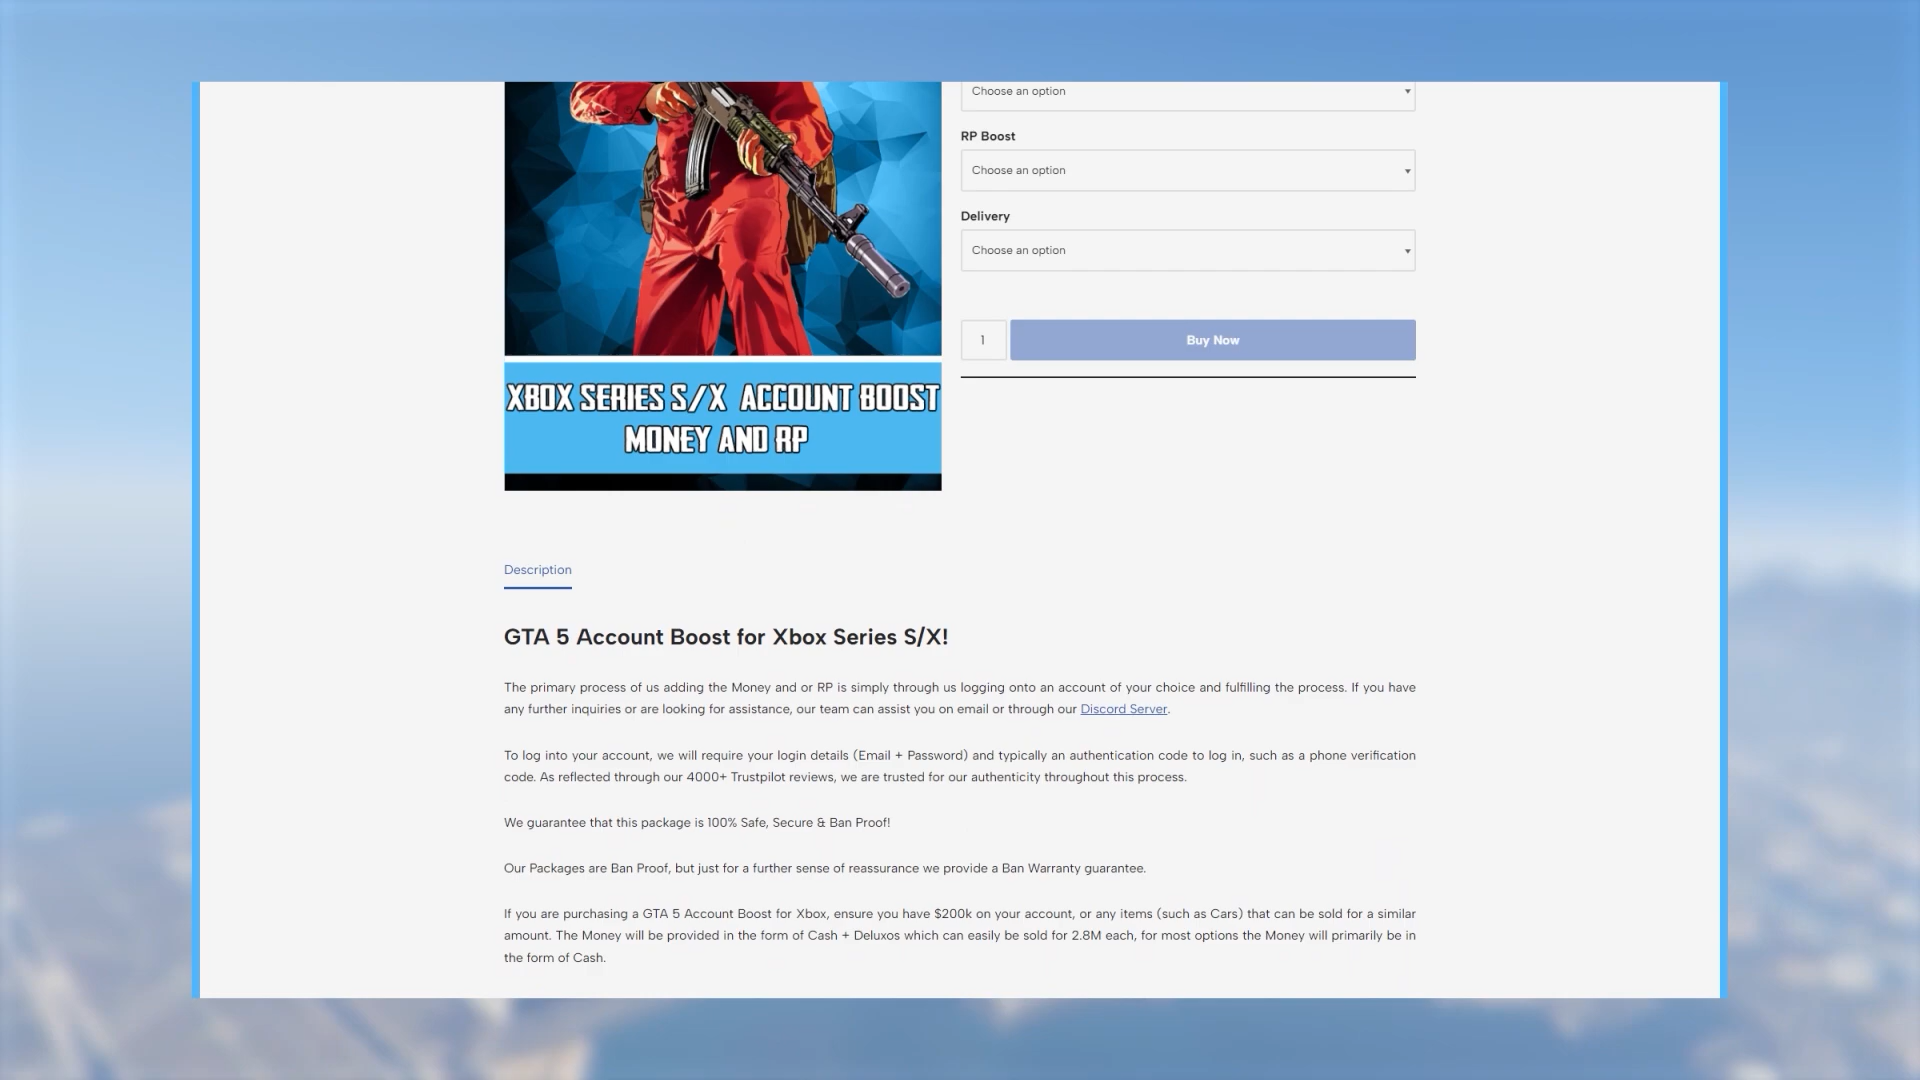 Choose an option
RP Boost
Choose an option
Delivery
Choose an option
1
Buy Now
XBOX SERIES S/X ACCOUNT BOOST
MONEY AND RP
Description
GTA 5 Account Boost for Xbox Series S/X!
The primary process of us adding the Money and or RP is simply through us logging onto an account of your choice and fulfilling the process. If you have
any further inquiries or are looking for assistance, our team can assist you on email or through our Discord Server.
To log into your account, we will require your login details (Email + Password) and typically an authentication code to log in, such as a phone verification
code. As reflected through our 4000+ Trustpilot reviews, we are trusted for our authenticity throughout this process.
We guarantee that this package is 100% Safe, Secure & Ban Proof!
Our Packages are Ban Proof, but just for a further sense of reassurance we provide a Ban Warranty guarantee.
If you are purchasing a GTA 5 Account Boost for Xbox, ensure you have $200k on your account, or any items (such as Cars) that can be sold for a similar
amount. The Money will be provided in the form of Cash + Deluxos which can easily be sold for 2.8M each, for most options the Money will primarily be in
the form of Cash.